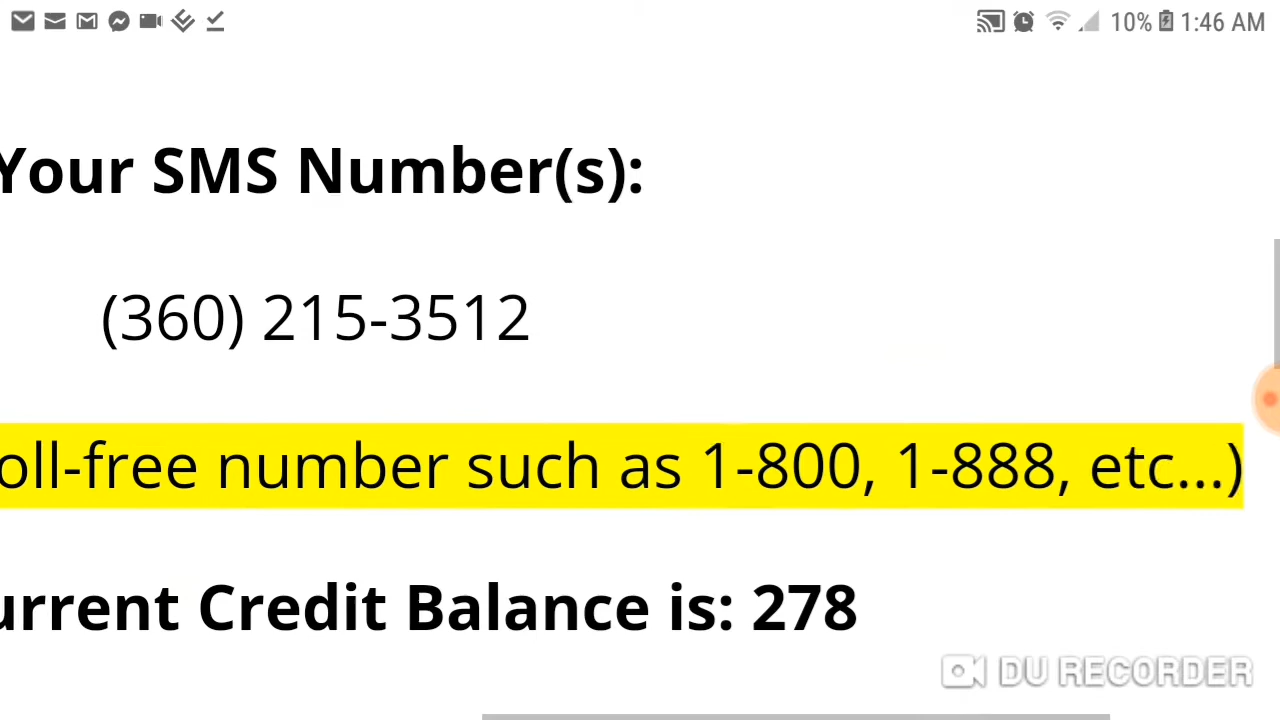 10% 1:46 AM
Your SMS Number(s):
(360) 215-3512
oll-free number such as 1-800, 1-888, etc...)
urrent Credit Balance is: 278
DU RECORDER